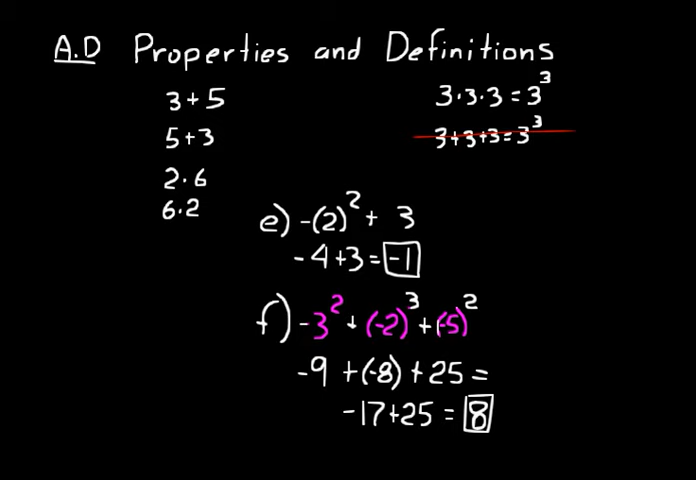 A.D Properties and Definitions
3 + 5
5 + 3
2 · 6
6 · 2
3 · 3 · 3 = 3³
3 + 3 + 3 = 3³
e) -(2)² + 3
-4 + 3 = -1
f) -3² + (-2)³ + (-5)²
-9 + (-8) + 25 =
-17 + 25 = 8